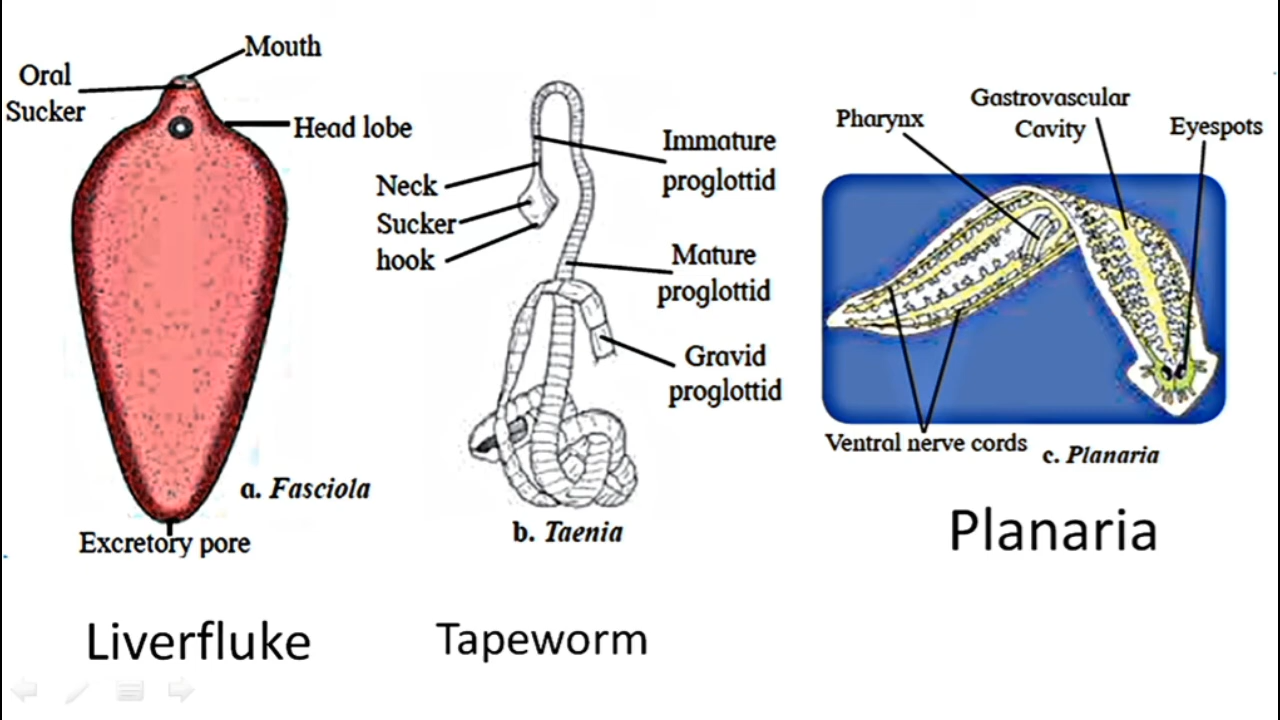 Mouth
Oral
Sucker
Head lobe
a. Fasciola
Excretory pore
Liverfluke
Immature
proglottid
Neck
Sucker
hook
Mature
proglottid
Gravid
proglottid
b. Taenia
Tapeworm
Gastrovascular
Cavity
Pharynx
Eyespots
Ventral nerve cords
c. Planaria
Planaria